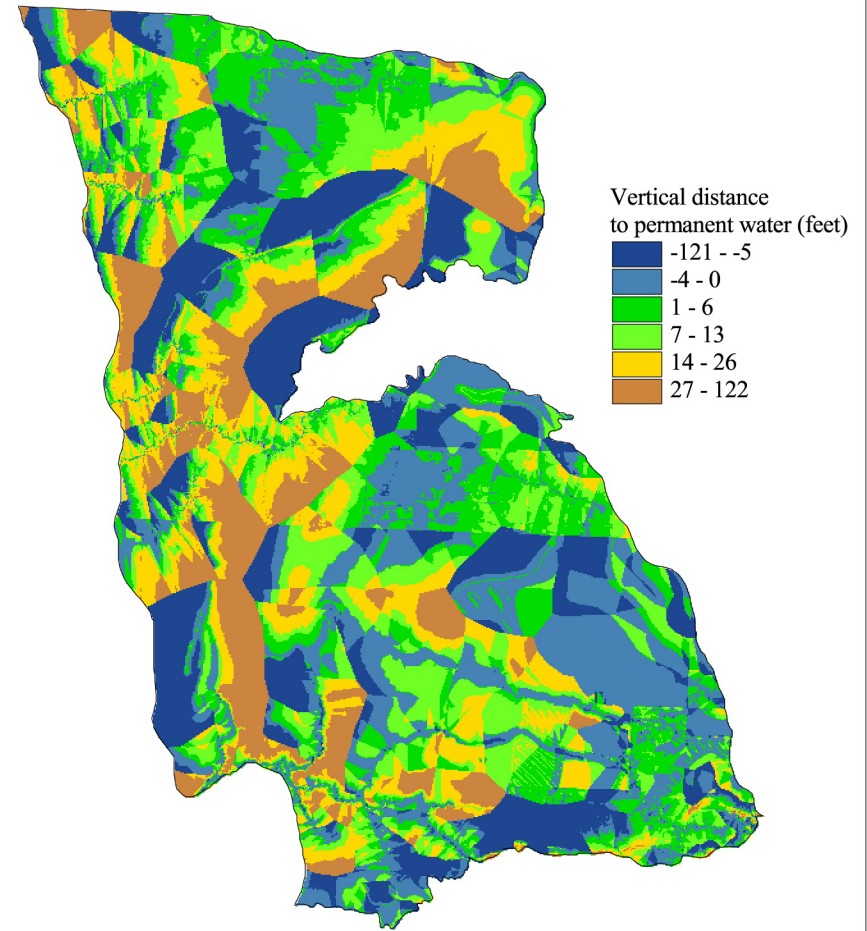 Vertical distance
to permanent water (feet)
-121 - -5
-4 - 0
1 - 6
7 - 13
14 - 26
27 - 122